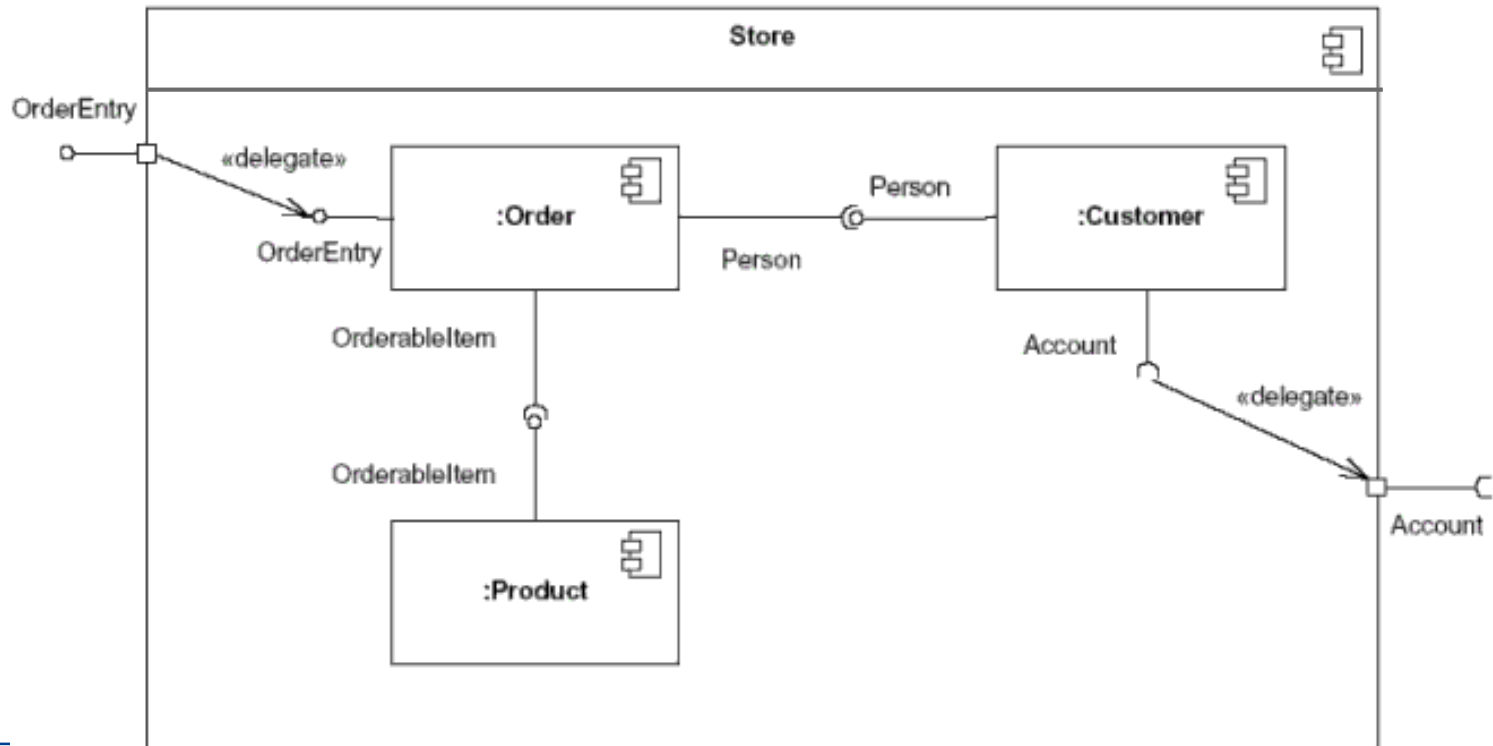 Store
OrderEntry
«delegate»
:Order
OrderEntry
Person
Person
:Customer
OrderableItem
Account
«delegate»
OrderableItem
Account
:Product